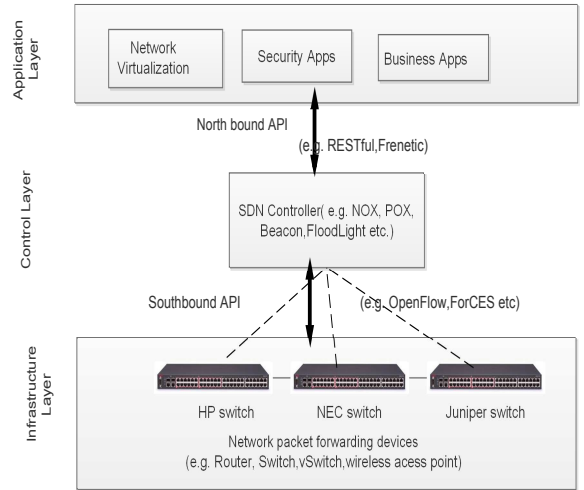 Application
Layer
Network
Virtualization
Security Apps
Business Apps
North bound API
(e.g. RESTful,Frenetic)
Control Layer
SDN Controller( e.g. NOX, POX,
Beacon,FloodLight etc.)
Southbound API
(e.g. OpenFlow,ForCES etc)
Infrastructure
Layer
HP switch
NEC switch
Juniper switch
Network packet forwarding devices
(e.g. Router, Switch,vSwitch,wireless acess point)